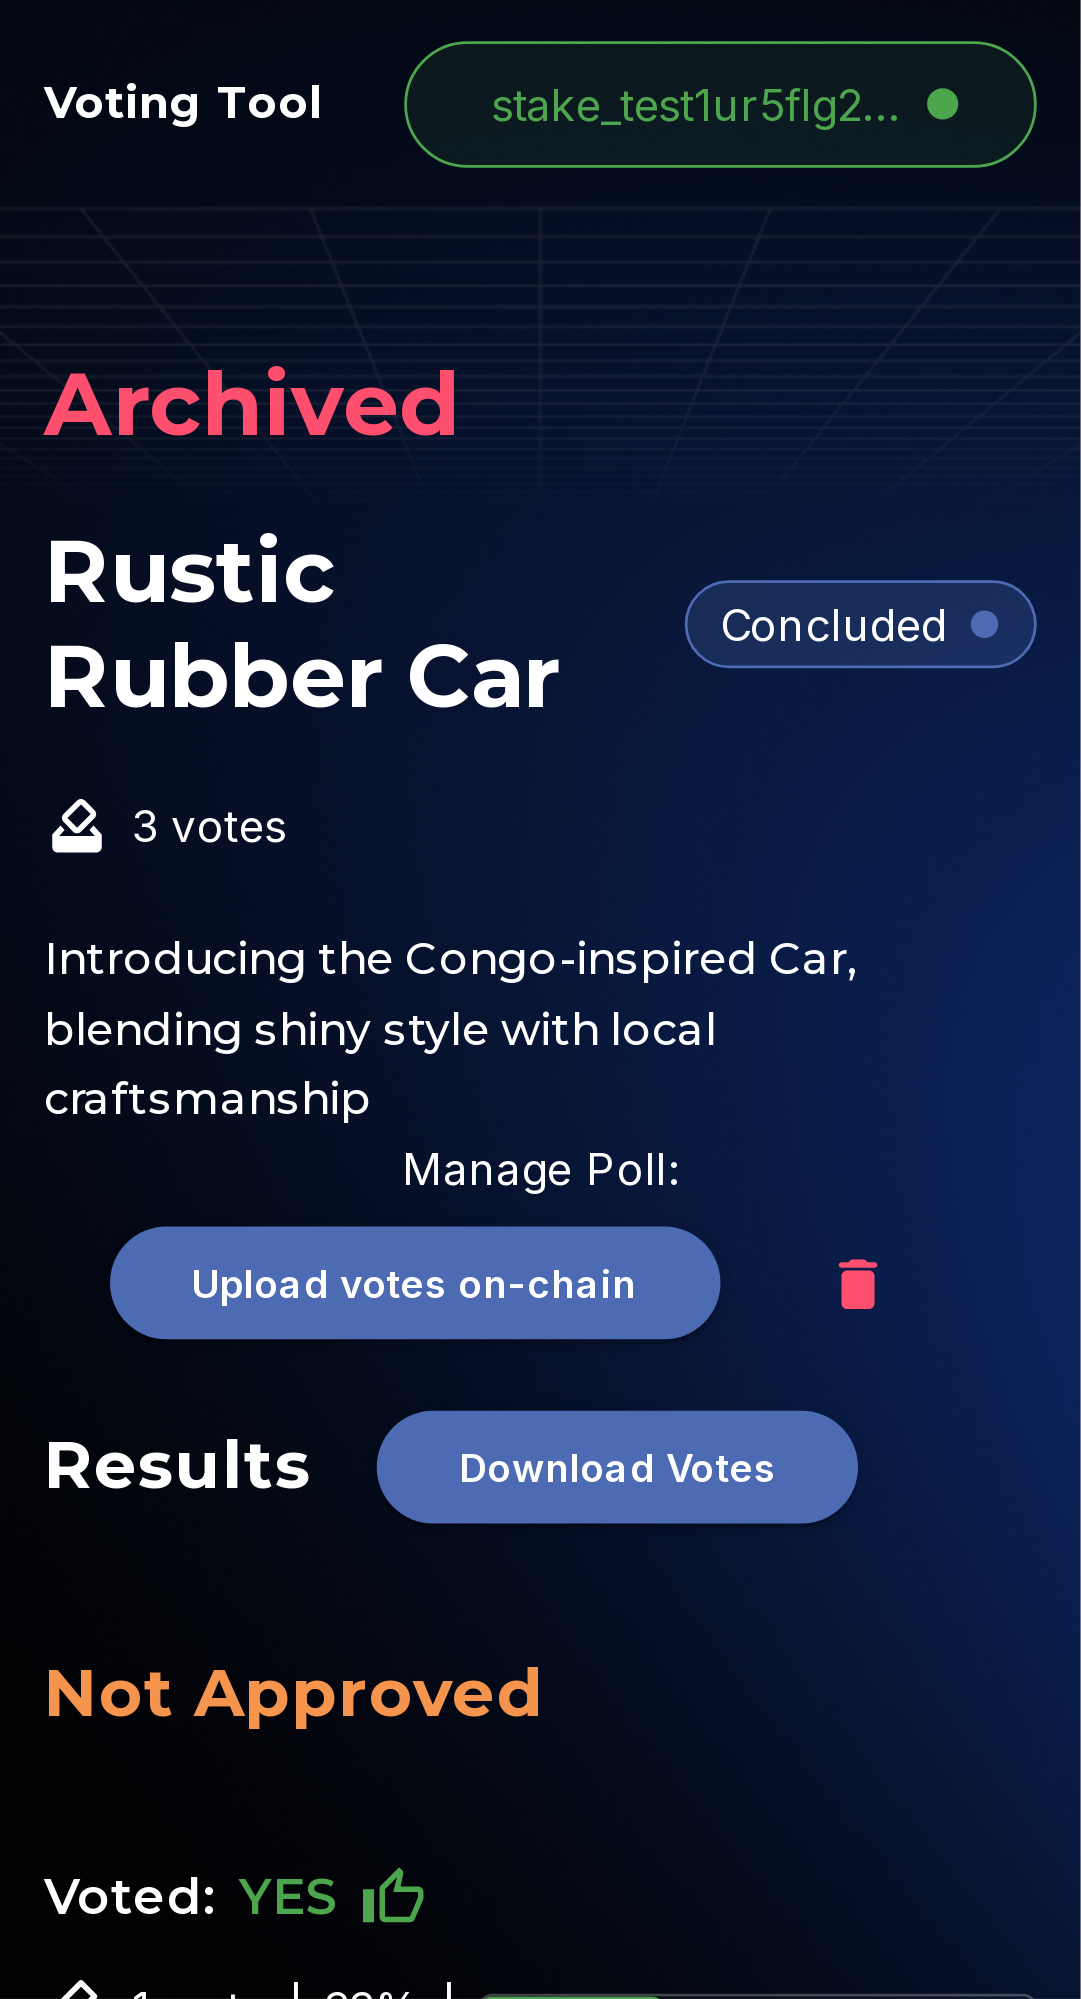 Voting Tool
stake_test1ur5flg2...
Archived
Rustic
Rubber Car
Concluded
3 votes
Introducing the Congo-inspired Car,
blending shiny style with local
craftsmanship
Manage Poll:
Upload votes on-chain
Results
Download Votes
Not Approved
Voted: YES